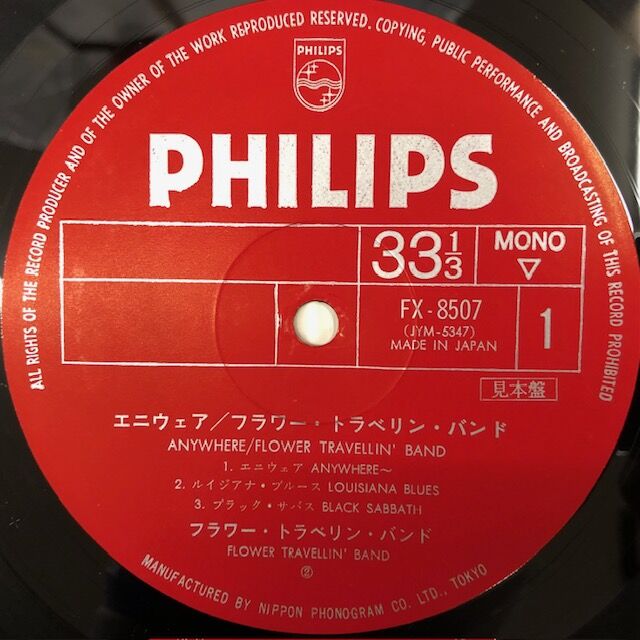 ALL RIGHTS OF THE RECORD PRODUCER AND OF THE OWNER OF THE WORK REPRODUCED RESERVED. COPYING, PUBLIC PERFORMANCE AND BROADCASTING OF THIS RECORD PROHIBITED
PHILIPS
PHILIPS
33 1/3
MONO
▽
FX-8507
(JYM-5347)
MADE IN JAPAN
1
見本盤
エニウェア/フラワー・トラベリン・バンド
ANYWHERE/FLOWER TRAVELLIN' BAND
1. エニウェア ANYWHERE~
2. ルイジアナ・ブルース LOUISIANA BLUES
3. ブラック・サバス BLACK SABBATH
フラワー・トラベリン・バンド
FLOWER TRAVELLIN' BAND
②
MANUFACTURED BY NIPPON PHONOGRAM CO. LTD., TOKYO